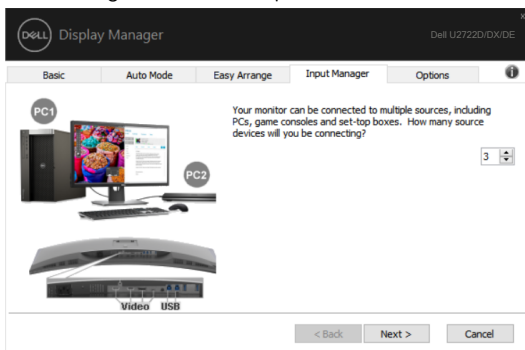 DELL Display Manager
Dell U2722D/DX/DE
Basic
Auto Mode
Easy Arrange
Input Manager
Options
PC1
PC2
Video USB
Your monitor can be connected to multiple sources, including
PCs, game consoles and set-top boxes. How many source
devices will you be connecting?
3
< Back
Next >
Cancel